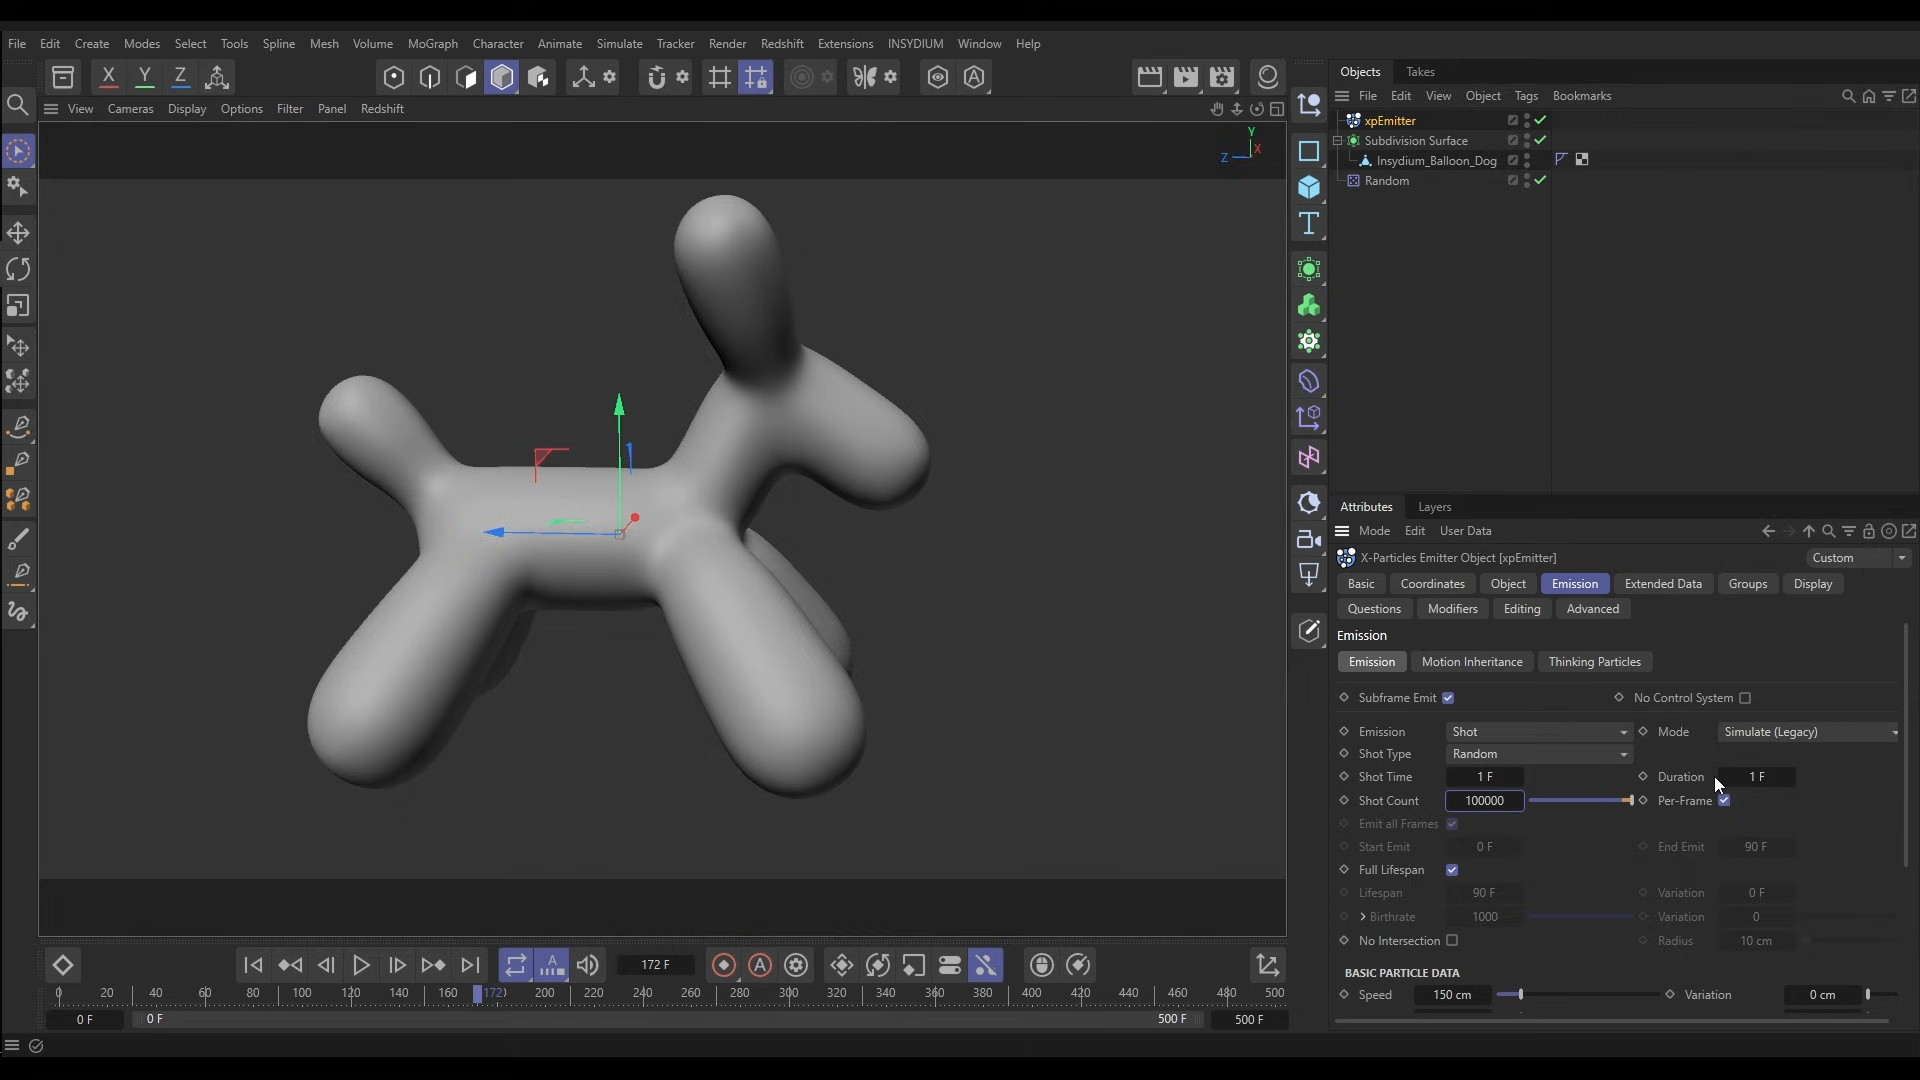 File Edit Create Modes Select Tools Spline Mesh Volume MoGraph Character Animate Simulate Tracker Render Redshift Extensions INSYDIUM Window Help
X Y Z
View Cameras Display Options Filter Panel Redshift
Y
X
Z
Objects Takes
File Edit View Object Tags Bookmarks
xpEmitter
Subdivision Surface
Insydium_Balloon_Dog
Random
Attributes Layers
Mode Edit User Data
X-Particles Emitter Object [xpEmitter] Custom
Basic Coordinates Object Emission Extended Data Groups Display
Questions Modifiers Editing Advanced
Emission
Emission Motion Inheritance Thinking Particles
Subframe Emit No Control System
Emission Shot Mode Simulate (Legacy)
Shot Type Random
Shot Time 1 F Duration 1 F
Shot Count 100000 Per-Frame
Emit all Frames
Start Emit 0 F End Emit 90 F
Full Lifespan
Lifespan 90 F Variation 0 F
Birthrate 1000 Variation 0
No Intersection Radius 10 cm
BASIC PARTICLE DATA
Speed 150 cm Variation 0 cm
172 F
0 20 40 60 80 100 120 140 160 172 200 220 240 260 280 300 320 340 360 380 400 420 440 460 480 500
0 F 0 F 500 F 500 F